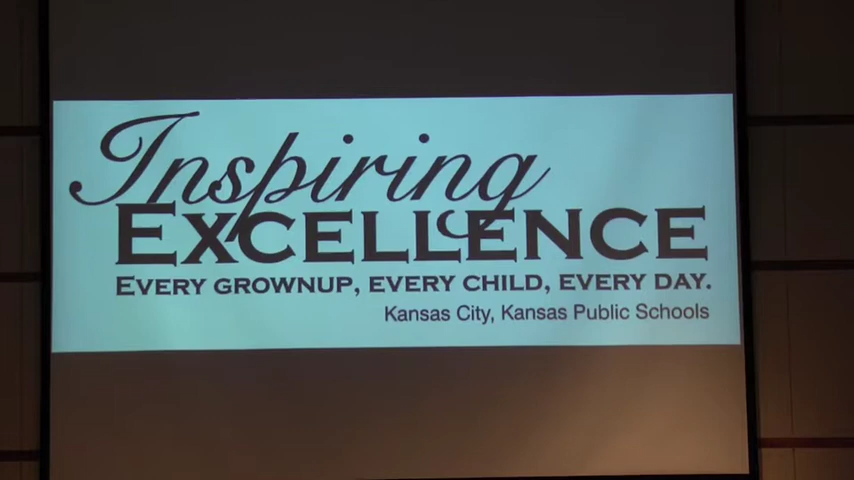 Inspiring
EXCELLENCE
EVERY GROWNUP, EVERY CHILD, EVERY DAY.
Kansas City, Kansas Public Schools